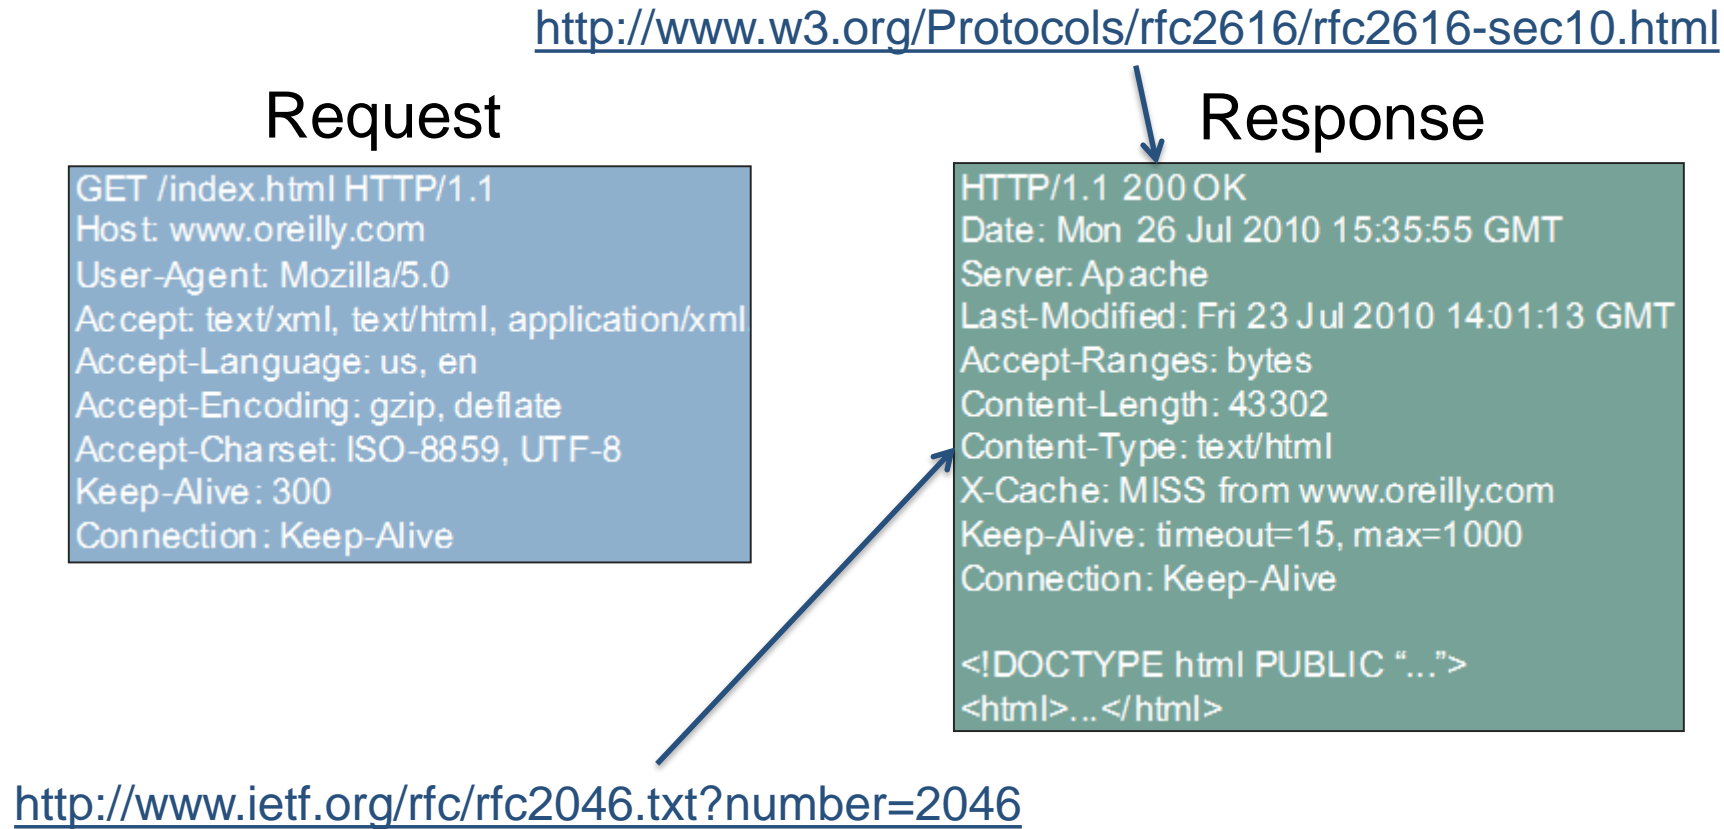 http://www.w3.org/Protocols/rfc2616/rfc2616-sec10.html
Request
GET /index.html HTTP/1.1
Host: www.oreilly.com
User-Agent: Mozilla/5.0
Accept: text/xml, text/html, application/xml
Accept-Language: us, en
Accept-Encoding: gzip, deflate
Accept-Charset: ISO-8859, UTF-8
Keep-Alive: 300
Connection: Keep-Alive
Response
HTTP/1.1 200 OK
Date: Mon 26 Jul 2010 15:35:55 GMT
Server: Apache
Last-Modified: Fri 23 Jul 2010 14:01:13 GMT
Accept-Ranges: bytes
Content-Length: 43302
Content-Type: text/html
X-Cache: MISS from www.oreilly.com
Keep-Alive: timeout=15, max=1000
Connection: Keep-Alive
<!DOCTYPE html PUBLIC “...”>
<html>...</html>
http://www.ietf.org/rfc/rfc2046.txt?number=2046